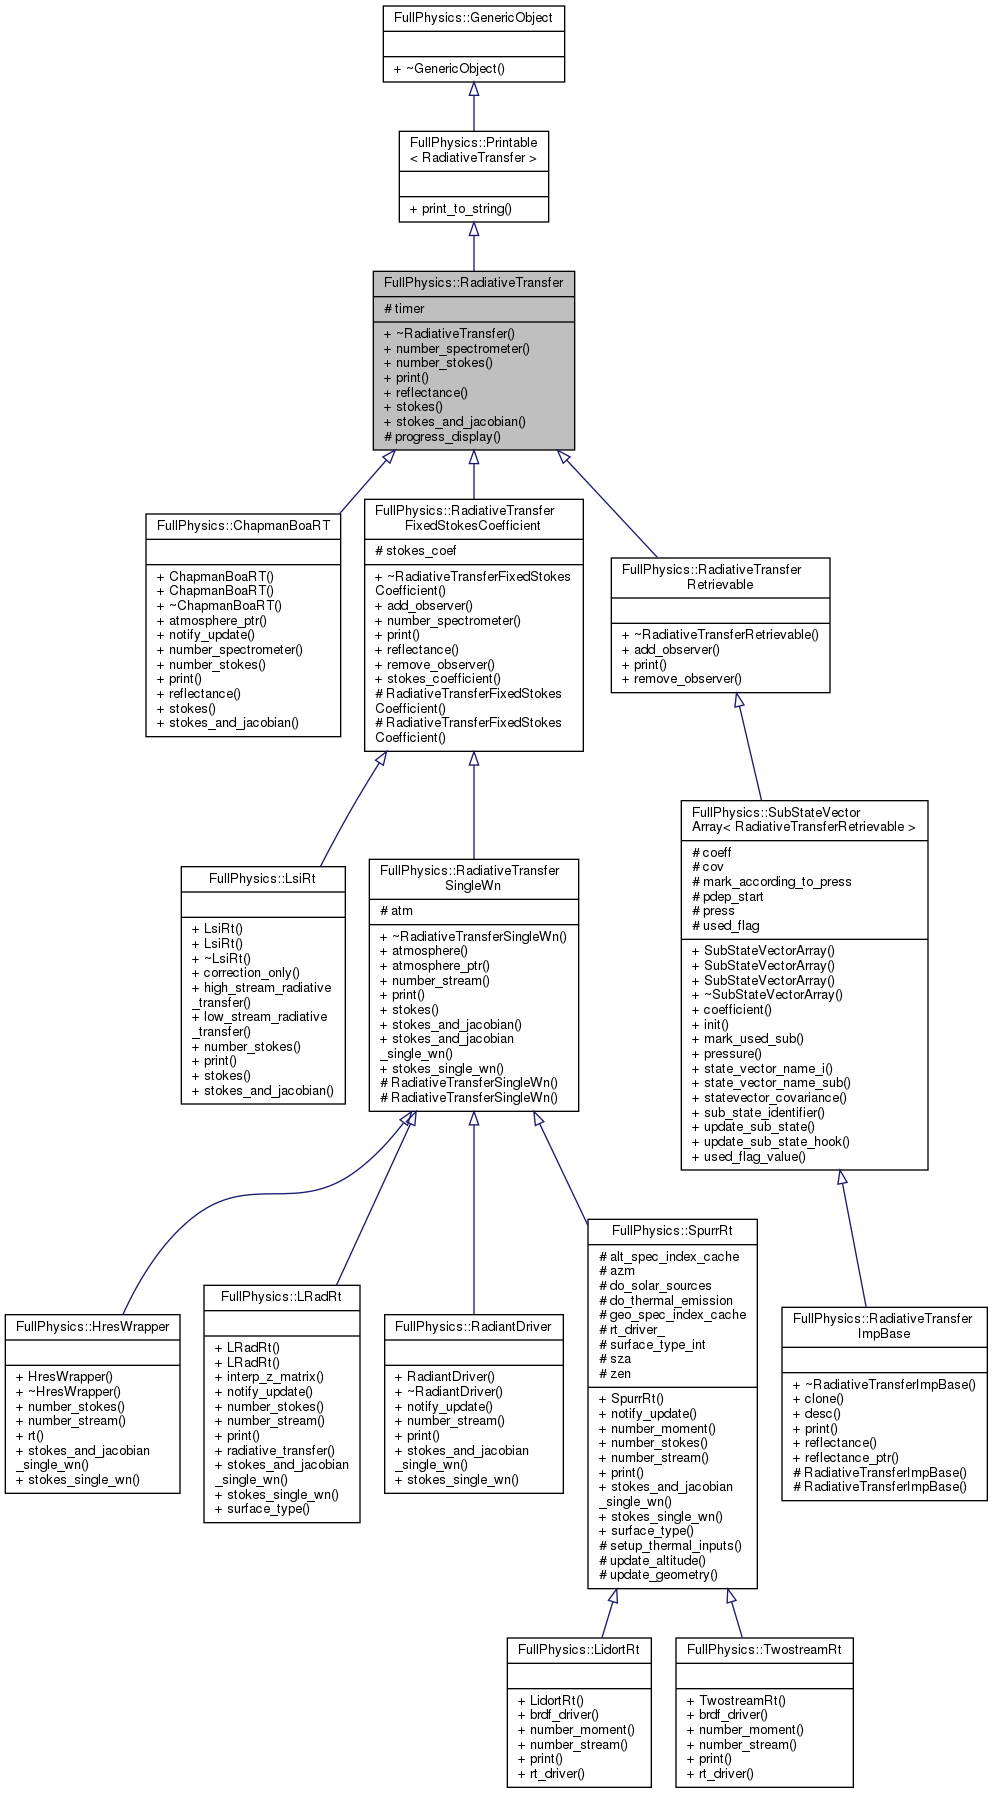 FullPhysics::GenericObject
+ ~GenericObject()
FullPhysics::Printable
< RadiativeTransfer >
+ print_to_string()
FullPhysics::RadiativeTransfer
# timer
+ ~RadiativeTransfer()
+ number_spectrometer()
+ number_stokes()
+ print()
+ reflectance()
+ stokes()
+ stokes_and_jacobian()
# progress_display()
FullPhysics::ChapmanBoaRT
+ ChapmanBoaRT()
+ ChapmanBoaRT()
+ ~ChapmanBoaRT()
+ atmosphere_ptr()
+ notify_update()
+ number_spectrometer()
+ number_stokes()
+ print()
+ reflectance()
+ stokes()
+ stokes_and_jacobian()
FullPhysics::RadiativeTransfer
FixedStokesCoefficient
# stokes_coef
+ ~RadiativeTransferFixedStokes
Coefficient()
+ add_observer()
+ number_spectrometer()
+ print()
+ reflectance()
+ remove_observer()
+ stokes_coefficient()
# RadiativeTransferFixedStokes
Coefficient()
# RadiativeTransferFixedStokes
Coefficient()
FullPhysics::RadiativeTransfer
Retrievable
+ ~RadiativeTransferRetrievable()
+ add_observer()
+ print()
+ remove_observer()
FullPhysics::LsiRt
+ LsiRt()
+ LsiRt()
+ ~LsiRt()
+ correction_only()
+ high_stream_radiative
_transfer()
+ low_stream_radiative
_transfer()
+ number_stokes()
+ print()
+ stokes()
+ stokes_and_jacobian()
FullPhysics::RadiativeTransfer
SingleWn
# atm
+ ~RadiativeTransferSingleWn()
+ atmosphere()
+ atmosphere_ptr()
+ number_stream()
+ print()
+ stokes()
+ stokes_and_jacobian()
+ stokes_and_jacobian
_single_wn()
+ stokes_single_wn()
# RadiativeTransferSingleWn()
# RadiativeTransferSingleWn()
FullPhysics::SubStateVector
Array< RadiativeTransferRetrievable >
# coeff
# cov
# mark_according_to_press
# pdep_start
# press
# used_flag
+ SubStateVectorArray()
+ SubStateVectorArray()
+ SubStateVectorArray()
+ ~SubStateVectorArray()
+ coefficient()
+ init()
+ mark_used_sub()
+ pressure()
+ state_vector_name_i()
+ state_vector_name_sub()
+ statevector_covariance()
+ sub_state_identifier()
+ update_sub_state()
+ update_sub_state_hook()
+ used_flag_value()
FullPhysics::HresWrapper
+ HresWrapper()
+ ~HresWrapper()
+ number_stokes()
+ number_stream()
+ rt()
+ stokes_and_jacobian
_single_wn()
+ stokes_single_wn()
FullPhysics::LRadRt
+ LRadRt()
+ LRadRt()
+ interp_z_matrix()
+ notify_update()
+ number_stokes()
+ number_stream()
+ print()
+ radiative_transfer()
+ stokes_and_jacobian
_single_wn()
+ stokes_single_wn()
+ surface_type()
FullPhysics::RadiantDriver
+ RadiantDriver()
+ ~RadiantDriver()
+ notify_update()
+ number_stream()
+ print()
+ stokes_and_jacobian
_single_wn()
+ stokes_single_wn()
FullPhysics::SpurrRt
# alt_spec_index_cache
# azm
# do_solar_sources
# do_thermal_emission
# geo_spec_index_cache
# rt_driver_
# surface_type_int
# sza
# zen
+ SpurrRt()
+ notify_update()
+ number_moment()
+ number_stokes()
+ number_stream()
+ print()
+ stokes_and_jacobian
_single_wn()
+ stokes_single_wn()
+ surface_type()
# setup_thermal_inputs()
# update_altitude()
# update_geometry()
FullPhysics::RadiativeTransfer
ImpBase
+ ~RadiativeTransferImpBase()
+ clone()
+ desc()
+ print()
+ reflectance()
+ reflectance_ptr()
# RadiativeTransferImpBase()
# RadiativeTransferImpBase()
FullPhysics::LidortRt
+ LidortRt()
+ brdf_driver()
+ number_moment()
+ number_stream()
+ print()
+ rt_driver()
FullPhysics::TwostreamRt
+ TwostreamRt()
+ brdf_driver()
+ number_moment()
+ number_stream()
+ print()
+ rt_driver()